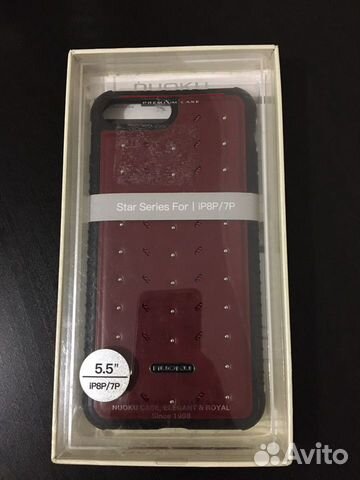 nuoku
PREMIUM CASE
Star Series For | iP8P/7P
5.5"
iP8P/7P
NUOKU
NUOKU CASE, ELEGANT & ROYAL
Since 1998
Avito